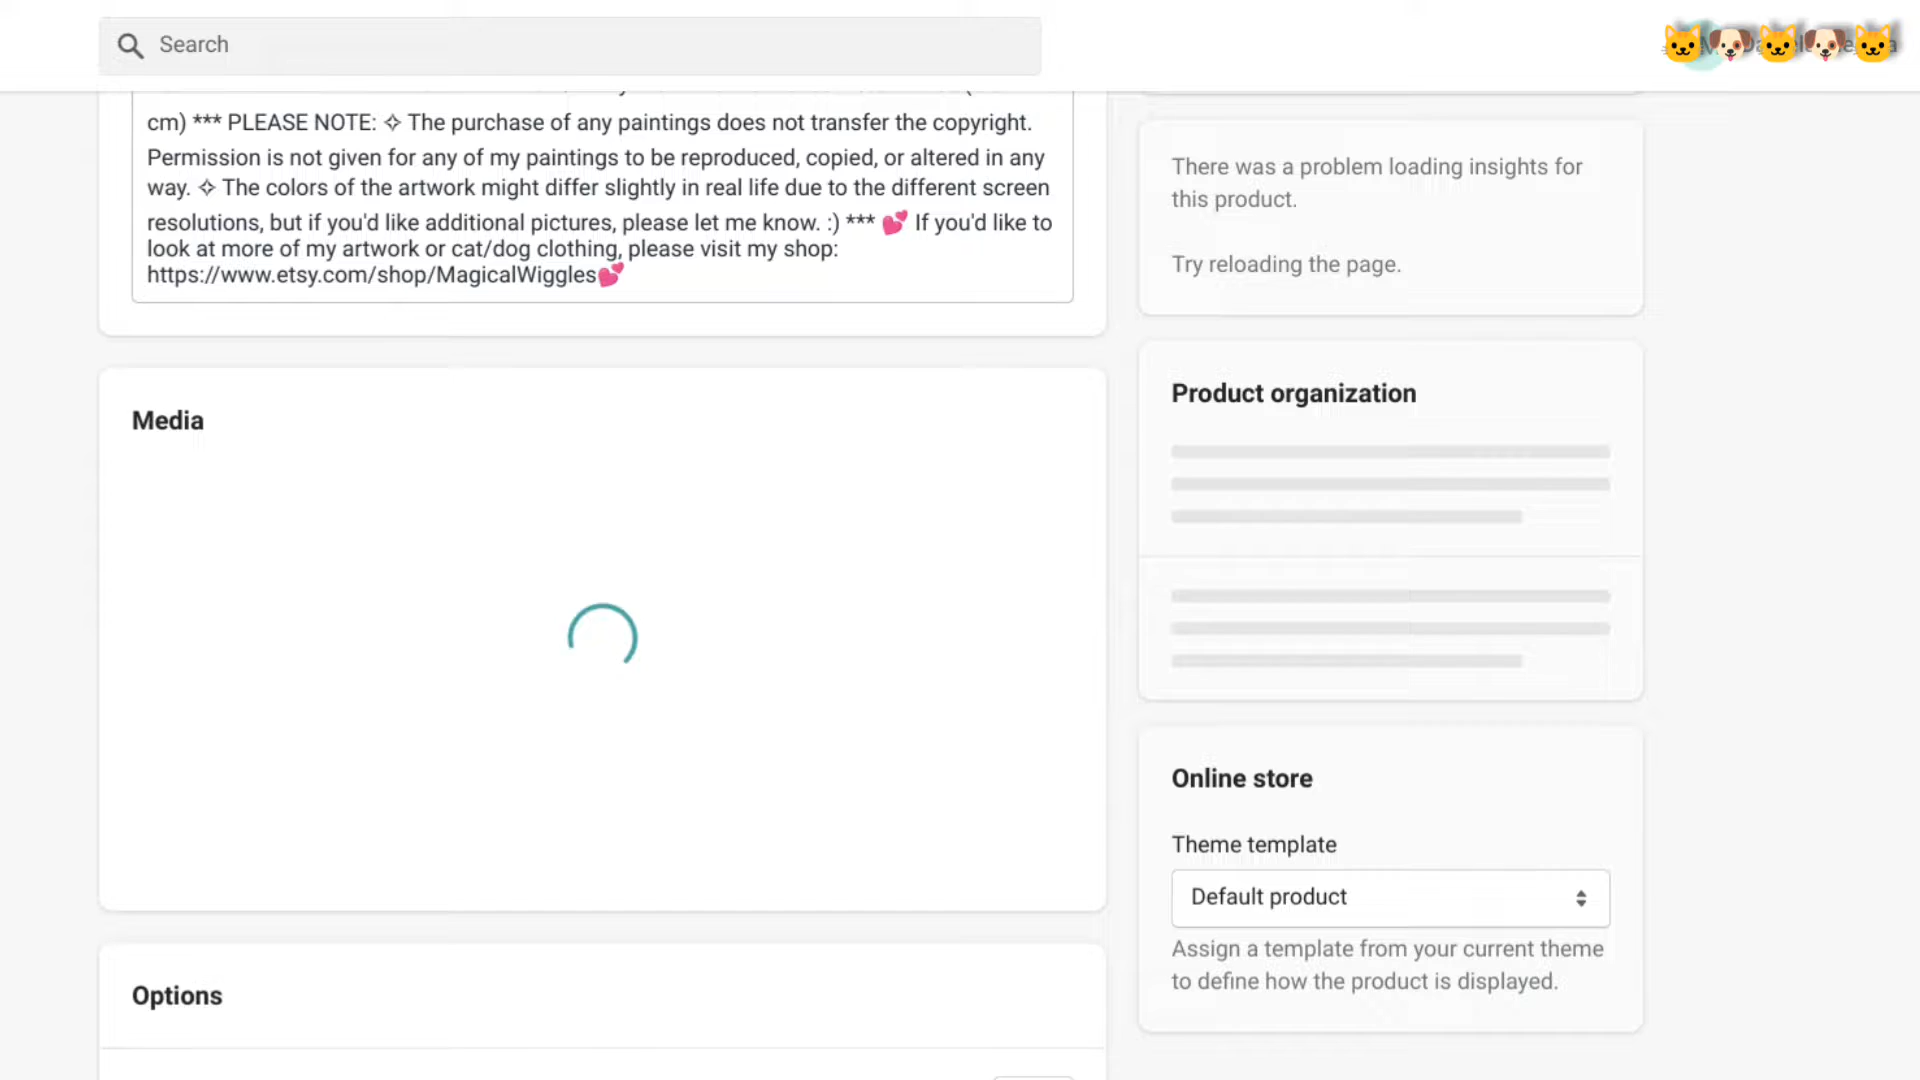 Search
cm) *** PLEASE NOTE: ✧ The purchase of any paintings does not transfer the copyright.
Permission is not given for any of my paintings to be reproduced, copied, or altered in any
way. ✧ The colors of the artwork might differ slightly in real life due to the different screen
resolutions, but if you'd like additional pictures, please let me know. :) *** 💕 If you'd like to
look at more of my artwork or cat/dog clothing, please visit my shop:
https://www.etsy.com/shop/MagicalWiggles💕
Media
Options
There was a problem loading insights for
this product.
Try reloading the page.
Product organization
Online store
Theme template
Default product
Assign a template from your current theme
to define how the product is displayed.